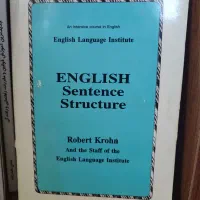 An Intensive Course in English
English Language Institute
ENGLISH
Sentence
Structure
Robert Krohn
And the Staff of the
English Language Institute